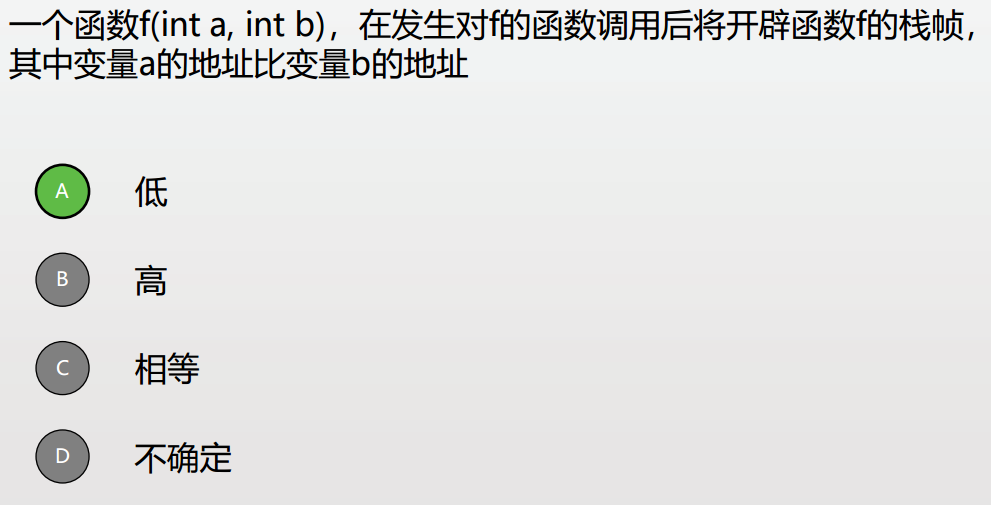 一个函数f(int a, int b)，在发生对f的函数调用后将开辟函数f的栈帧，
其中变量a的地址比变量b的地址
A 低
B 高
C 相等
D 不确定